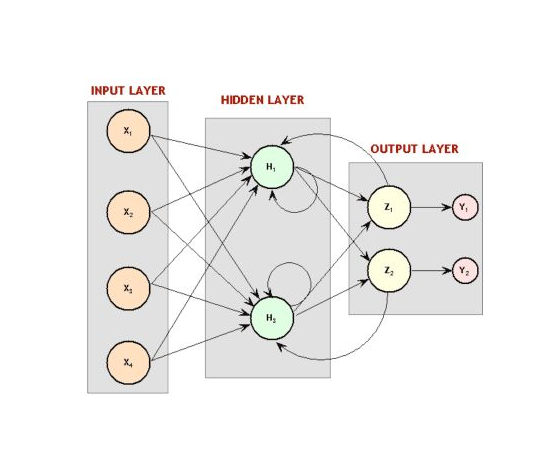 INPUT LAYER
HIDDEN LAYER
OUTPUT LAYER
X1
X2
X3
X4
H1
H2
Z1
Z2
Y1
Y2